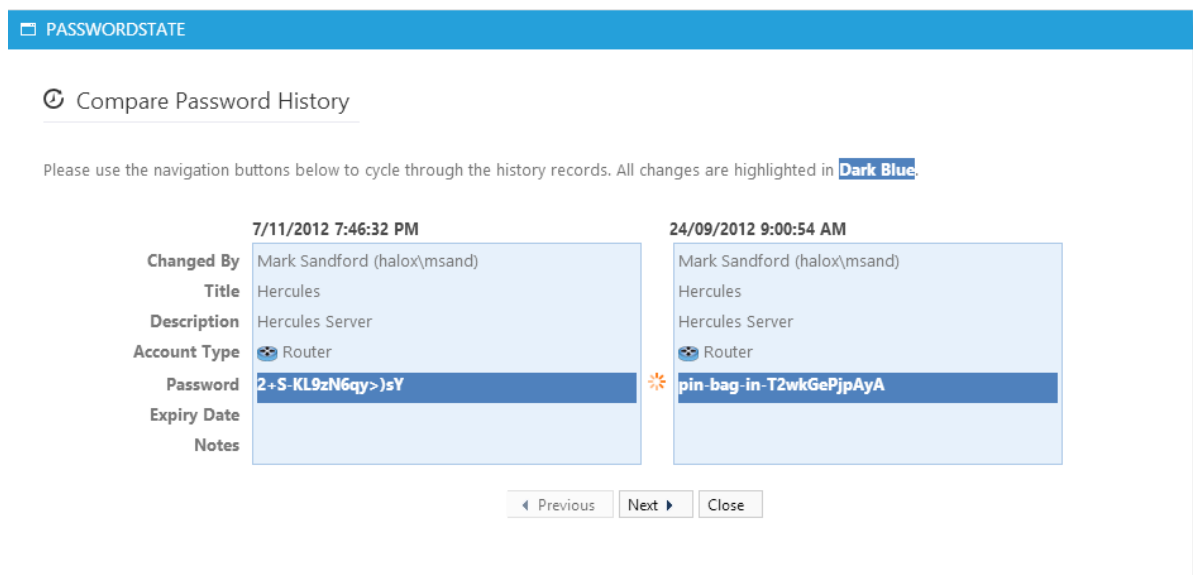 PASSWORDSTATE
Compare Password History
Please use the navigation buttons below to cycle through the history records. All changes are highlighted in Dark Blue.
7/11/2012 7:46:32 PM 24/09/2012 9:00:54 AM
Changed By Mark Sandford (halox\msand) Mark Sandford (halox\msand)
Title Hercules Hercules
Description Hercules Server Hercules Server
Account Type Router Router
Password 2+S-KL9zN6qy>)sY pin-bag-in-T2wkGePjpAyA
Expiry Date
Notes
Previous Next Close